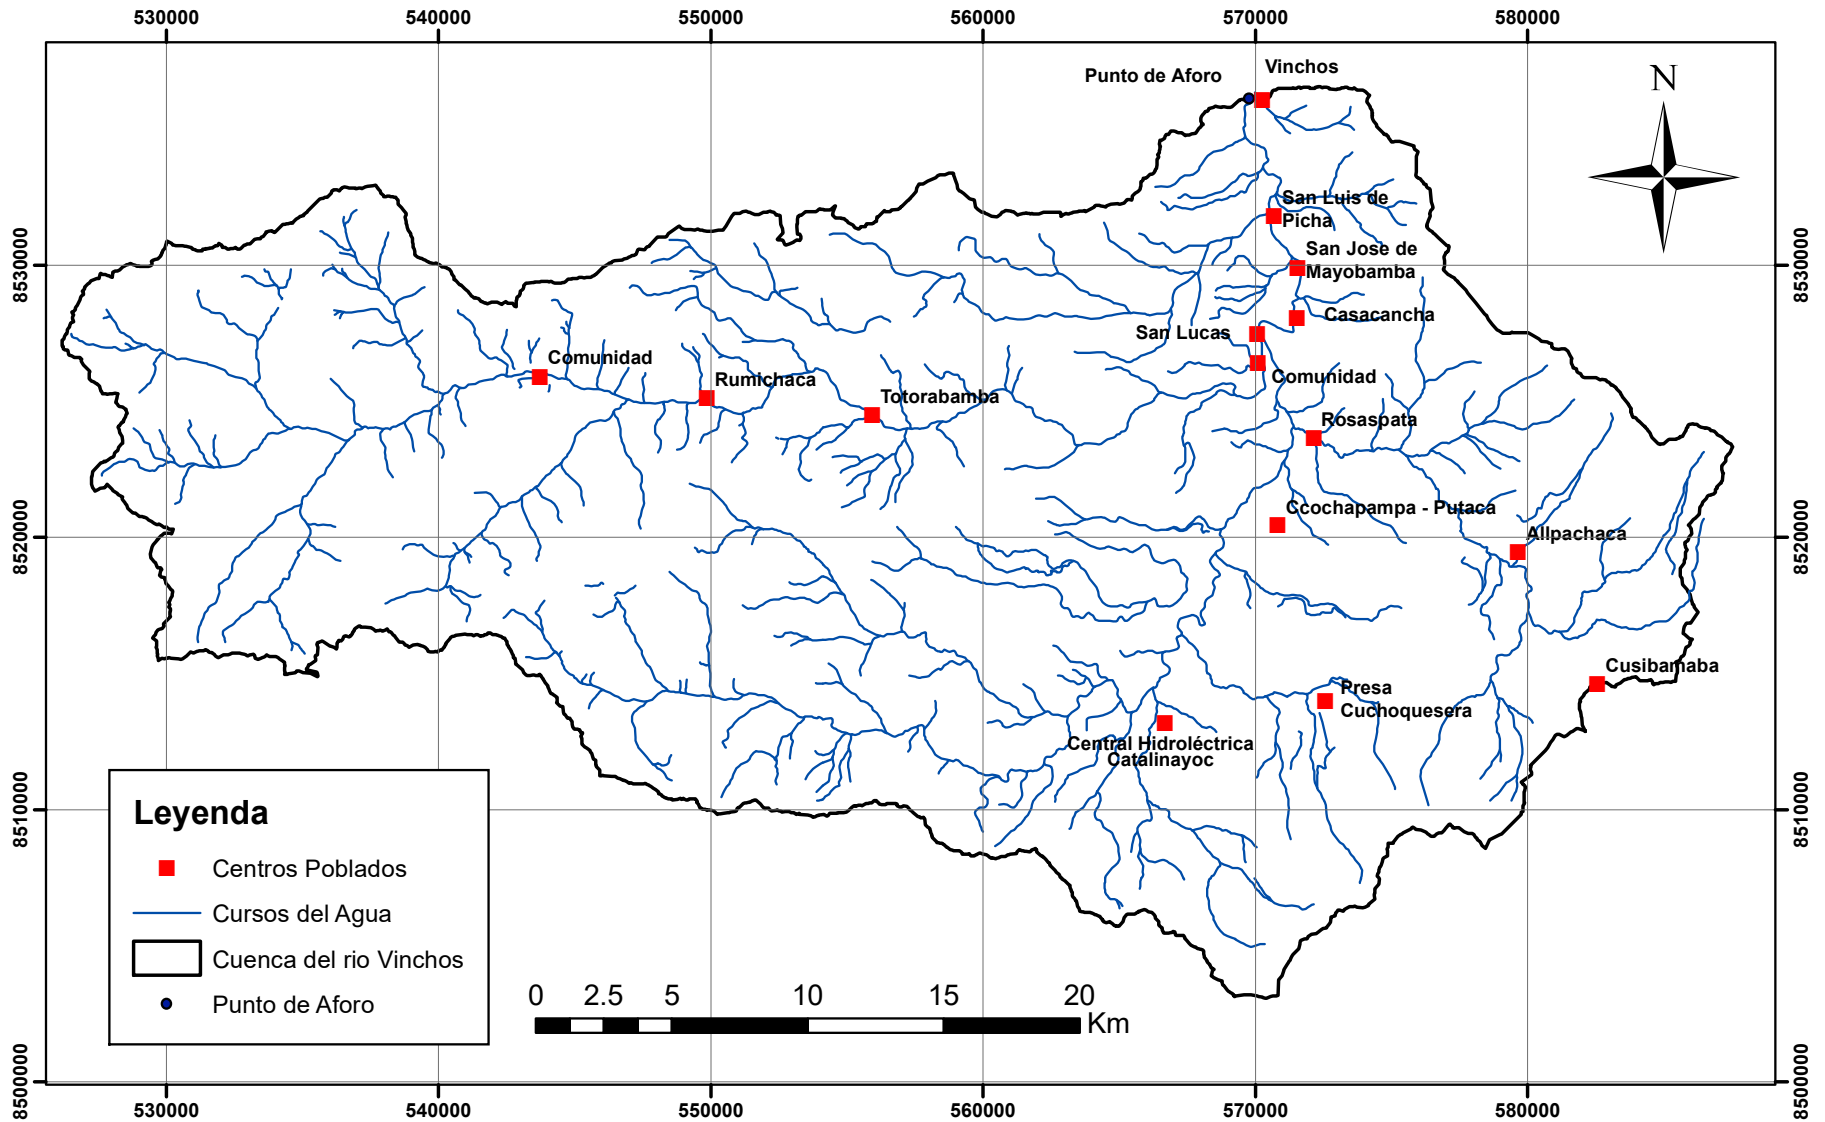 530000 540000 550000 560000 570000 580000
Vinchos
Punto de Aforo
N
San Luis de
Picha
8530000
8530000
San Jose de
Mayobamba
Casacancha
San Lucas
Comunidad
Comunidad
Rumichaca
Totorabamba
Rosaspata
Ccochapampa - Putaca
8520000
8520000
Allpachaca
Cusibamaba
Presa
Cuchoquesera
Central Hidroléctrica
Catalinayoc
8510000
8510000
Leyenda
Centros Poblados
Cursos del Agua
Cuenca del rio Vinchos
Punto de Aforo
0 2.5 5 10 15 20
Km
8500000
8500000
530000 540000 550000 560000 570000 580000